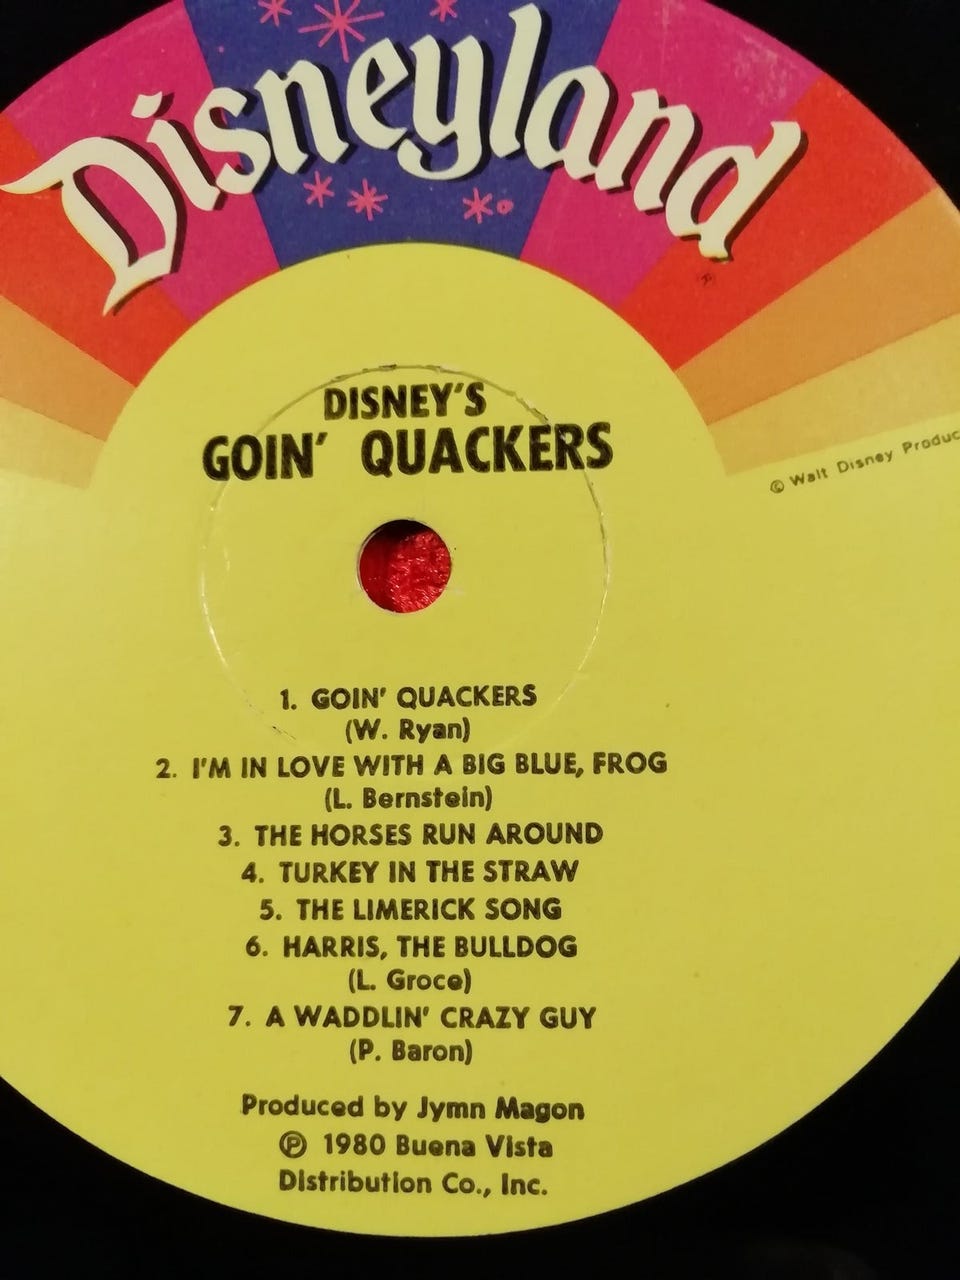 Disneyland
®
DISNEY'S
GOIN' QUACKERS
© Walt Disney
1. GOIN' QUACKERS
(W. Ryan)
2. I'M IN LOVE WITH A BIG BLUE, FROG
(L. Bernstein)
3. THE HORSES RUN AROUND
4. TURKEY IN THE STRAW
5. THE LIMERICK SONG
6. HARRIS, THE BULLDOG
(L. Groce)
7. A WADDLIN' CRAZY GUY
(P. Baron)
Produced by Jymn Magon
℗ 1980 Buena Vista
Distribution Co., Inc.